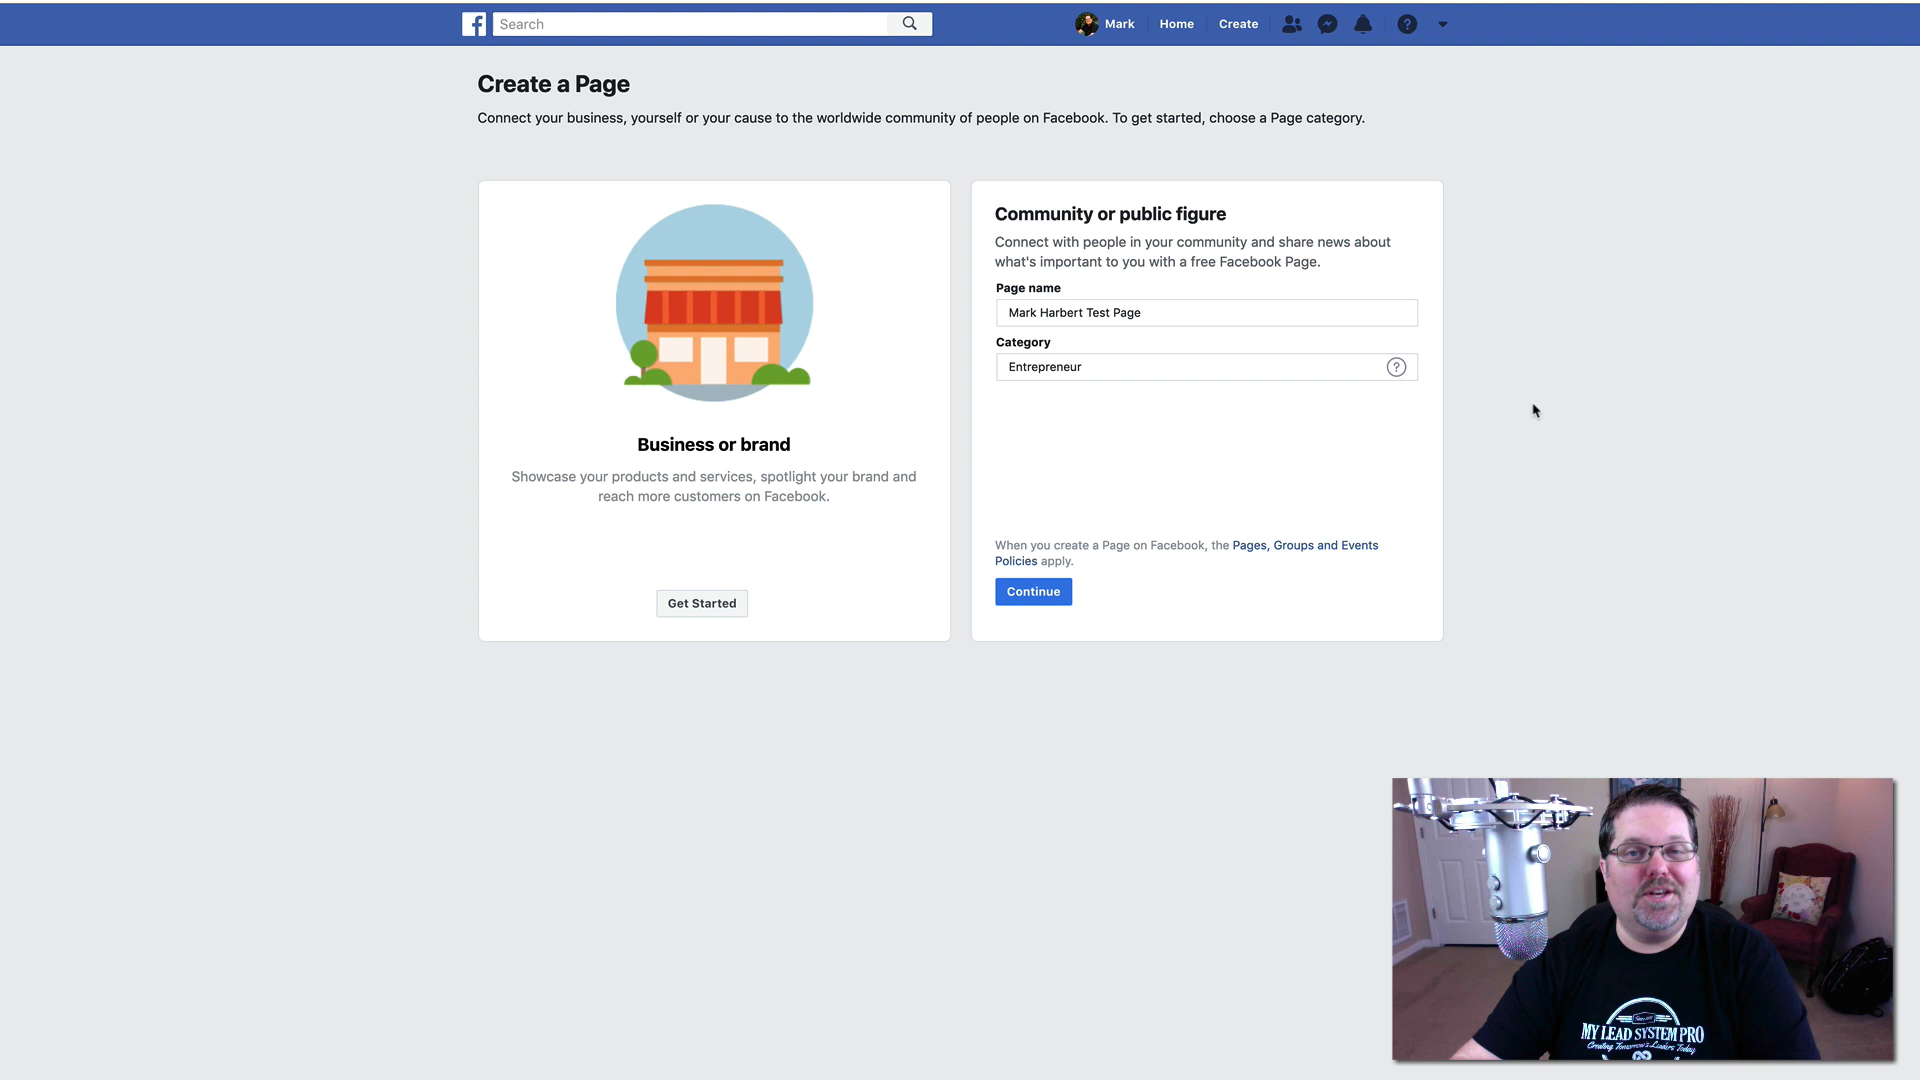 Search
Mark
Home
Create
Create a Page
Connect your business, yourself or your cause to the worldwide community of people on Facebook. To get started, choose a Page category.
Business or brand
Showcase your products and services, spotlight your brand and
reach more customers on Facebook.
Get Started
Community or public figure
Connect with people in your community and share news about
what's important to you with a free Facebook Page.
Page name
Mark Harbert Test Page
Category
Entrepreneur
?
When you create a Page on Facebook, the Pages, Groups and Events
Policies apply.
Continue
MY LEAD SYSTEM PRO
Creating Tomorrow's Leaders Today